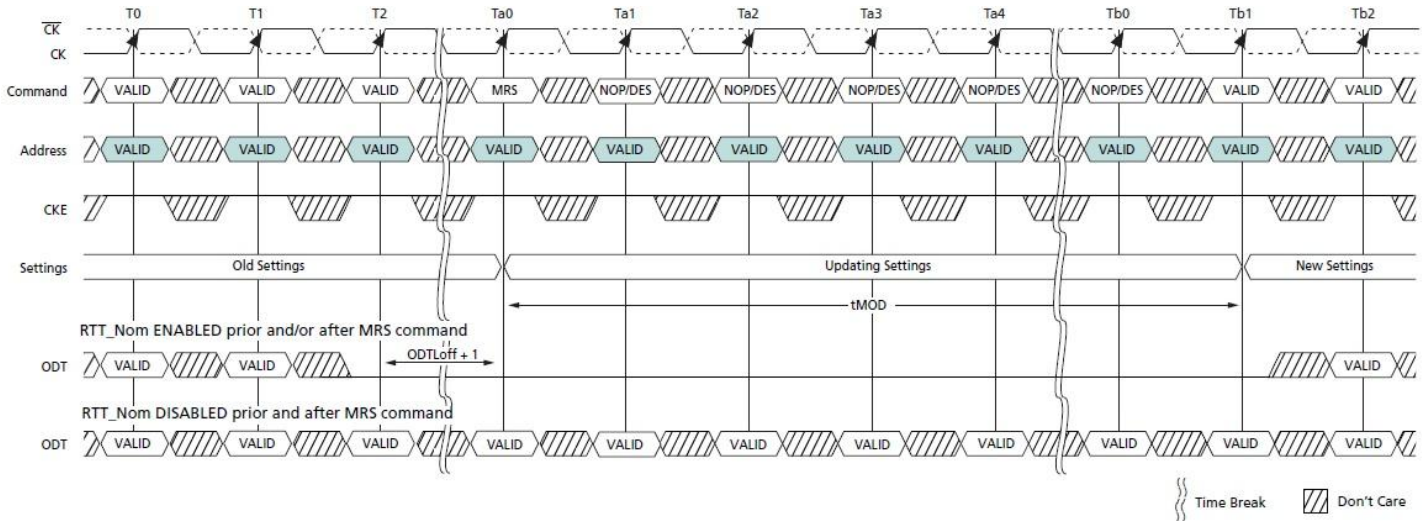 T0 T1 T2 Ta0 Ta1 Ta2 Ta3 Ta4 Tb0 Tb1 Tb2
CK
CK
Command VALID VALID VALID MRS NOP/DES NOP/DES NOP/DES NOP/DES NOP/DES VALID VALID
Address VALID VALID VALID VALID VALID VALID VALID VALID VALID VALID VALID
CKE
Settings Old Settings Updating Settings New Settings
tMOD
RTT_Nom ENABLED prior and/or after MRS command
ODT VALID VALID ODTLoff + 1 VALID
RTT_Nom DISABLED prior and after MRS command
ODT VALID VALID VALID VALID VALID VALID VALID VALID VALID VALID VALID
Time Break Don't Care